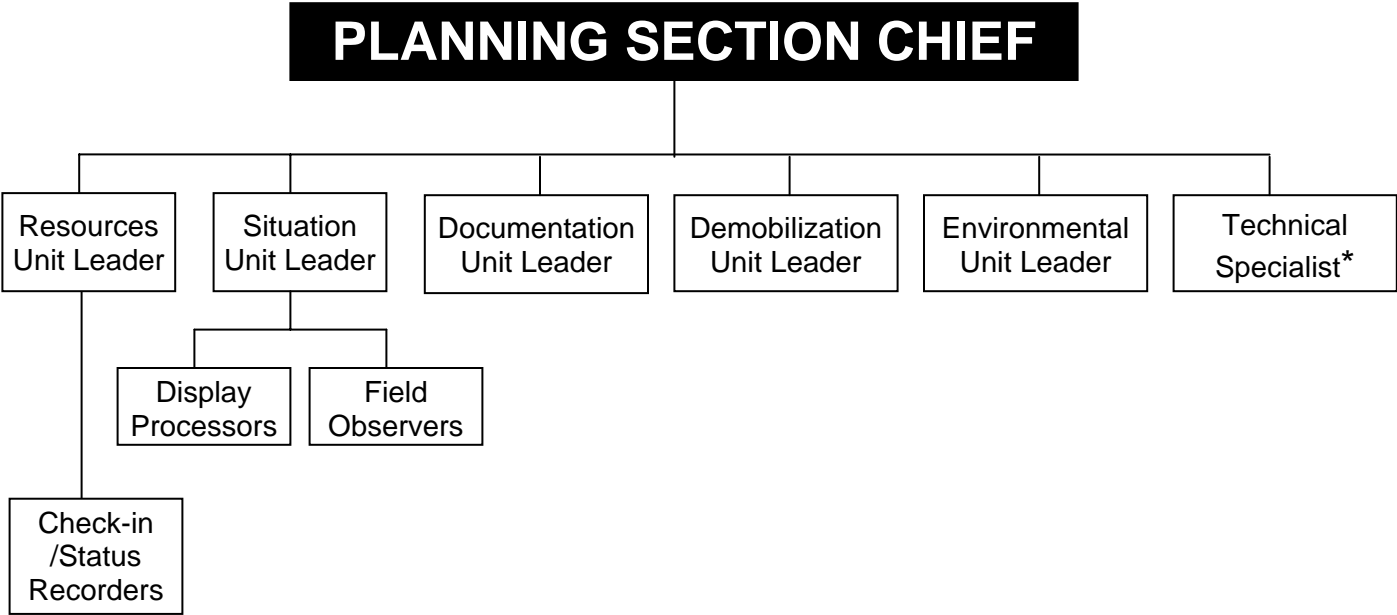 PLANNING SECTION CHIEF
Resources
Unit Leader
Situation
Unit Leader
Documentation
Unit Leader
Demobilization
Unit Leader
Environmental
Unit Leader
Technical
Specialist*
Display
Processors
Field
Observers
Check-in
/Status
Recorders